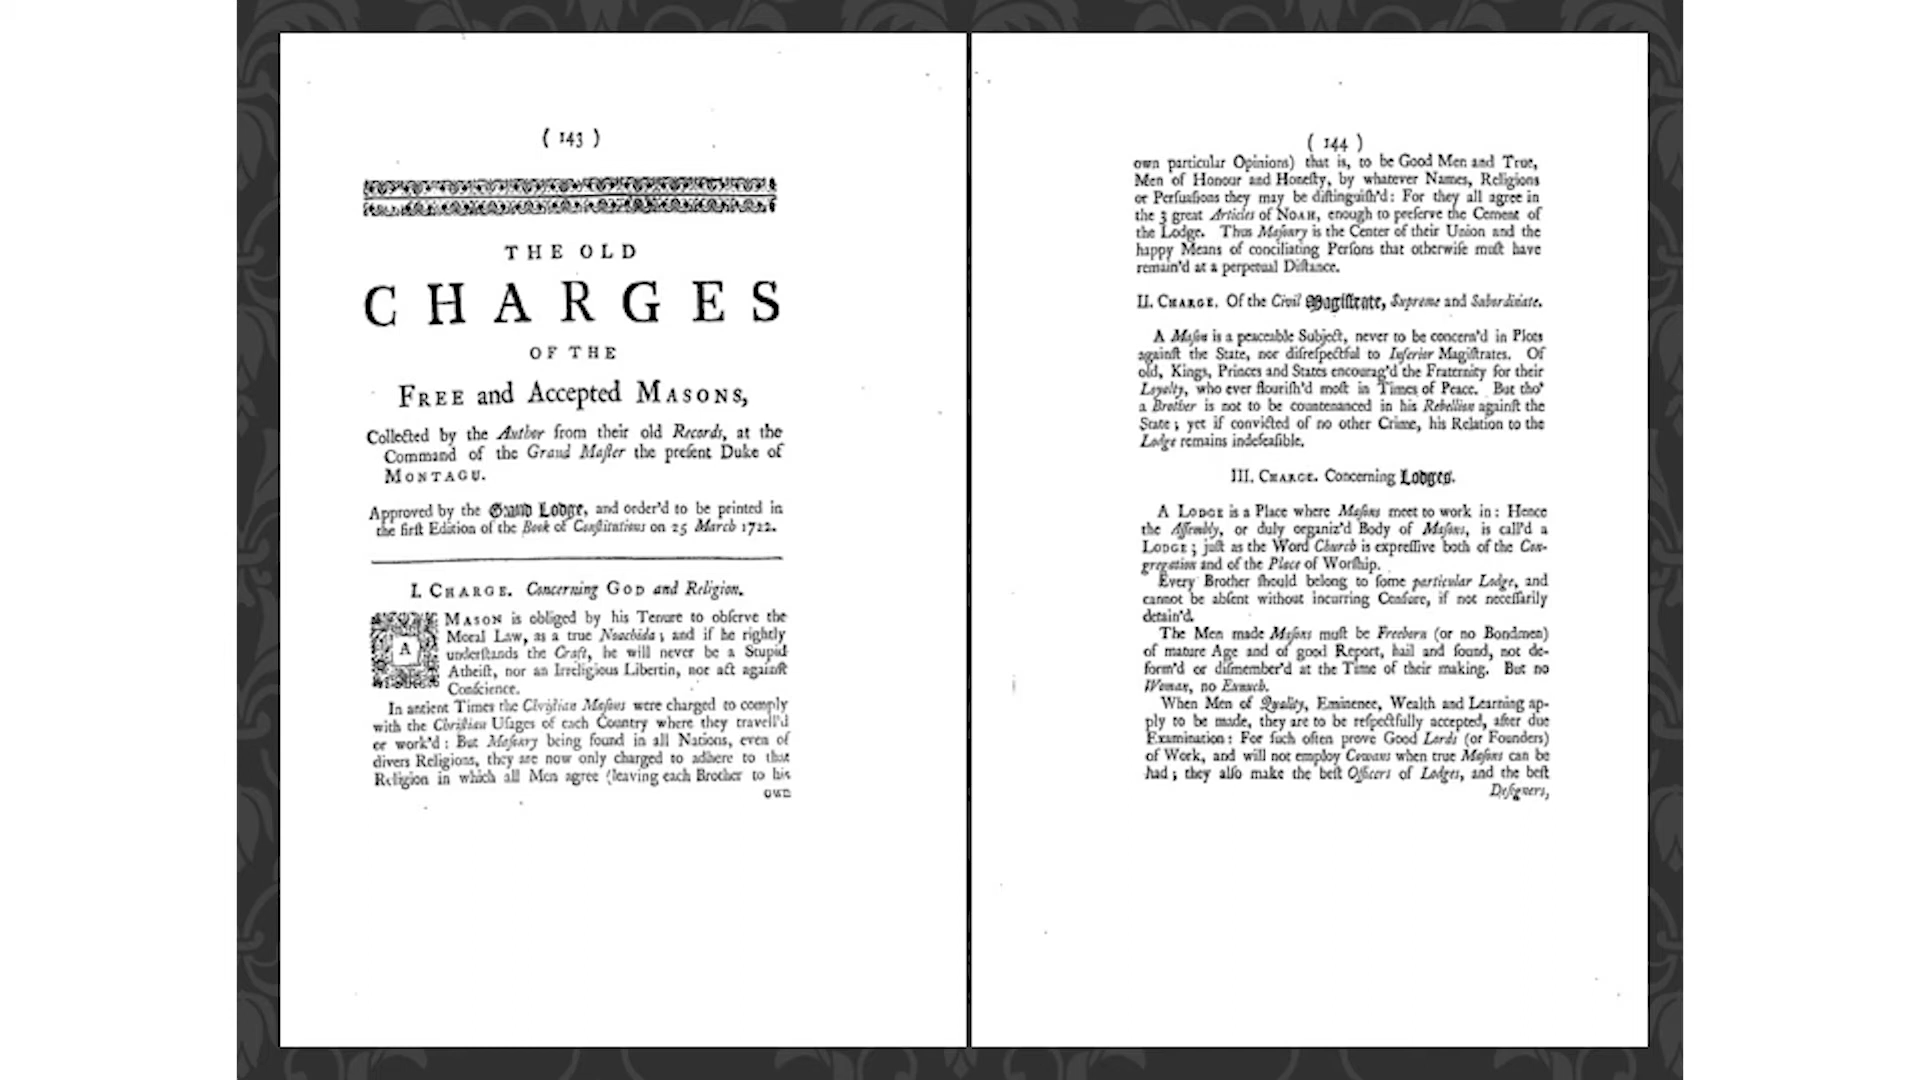 ( 143 )
THE OLD
CHARGES
OF THE
FREE and Accepted MASONS,
Collected by the Author from their old Records, at the
Command of the Grand Maſter the preſent Duke of
MONTAGU.
Approved by the Grand Lodge, and order'd to be printed in
the firſt Edition of the Book of Conſtitutions on 25 March 1722.
I. CHARGE. Concerning GOD and Religion.
A MASON is obliged by his Tenure to obſerve the
Moral Law, as a true Noachida; and if he rightly
underſtands the Craft, he will never be a Stupid
Atheiſt, nor an Irreligious Libertin, nor act againſt
Conſcience.
In antient Times the Chriſtian Maſons were charged to comply
with the Chriſtian Uſages of each Country where they travell'd
or work'd: But Maſonry being found in all Nations, even of
divers Religions, they are now only charged to adhere to that
Religion in which all Men agree (leaving each Brother to his
own
( 144 )
own particular Opinions) that is, to be Good Men and True,
Men of Honour and Honeſty, by whatever Names, Religions
or Perſuaſions they may be diſtinguiſh'd: For they all agree in
the 3 great Articles of NOAH, enough to preſerve the Cement of
the Lodge. Thus Maſonry is the Center of their Union and the
happy Means of conciliating Perſons that otherwiſe muſt have
remain'd at a perpetual Diſtance.
II. CHARGE. Of the Civil Magiſtrate, Supreme and Subordinate.
A Maſon is a peaceable Subject, never to be concern'd in Plots
againſt the State, nor diſreſpectful to Inferior Magiſtrates. Of
old, Kings, Princes and States encourag'd the Fraternity for their
Loyalty, who ever flouriſh'd moſt in Times of Peace. But tho'
a Brother is not to be countenanced in his Rebellion againſt the
State; yet if convicted of no other Crime, his Relation to the
Lodge remains indefeaſible.
III. CHARGE. Concerning Lodges.
A LODGE is a Place where Maſons meet to work in: Hence
the Aſſembly, or duly organiz'd Body of Maſons, is call'd a
LODGE; juſt as the Word Church is expreſſive both of the Con-
gregation and of the Place of Worſhip.
Every Brother ſhould belong to ſome particular Lodge, and
cannot be abſent without incurring Cenſure, if not neceſſarily
detain'd.
The Men made Maſons muſt be Freeborn (or no Bondmen)
of mature Age and of good Report, hail and ſound, not de-
form'd or diſmember'd at the Time of their making. But no
Woman, no Eunuch.
When Men of Quality, Eminence, Wealth and Learning ap-
ply to be made, they are to be reſpectfully accepted, after due
Examination: For ſuch often prove Good Lords (or Founders)
of Work, and will not employ Cowans when true Maſons can be
had; they alſo make the beſt Officers of Lodges, and the beſt
Deſigners,